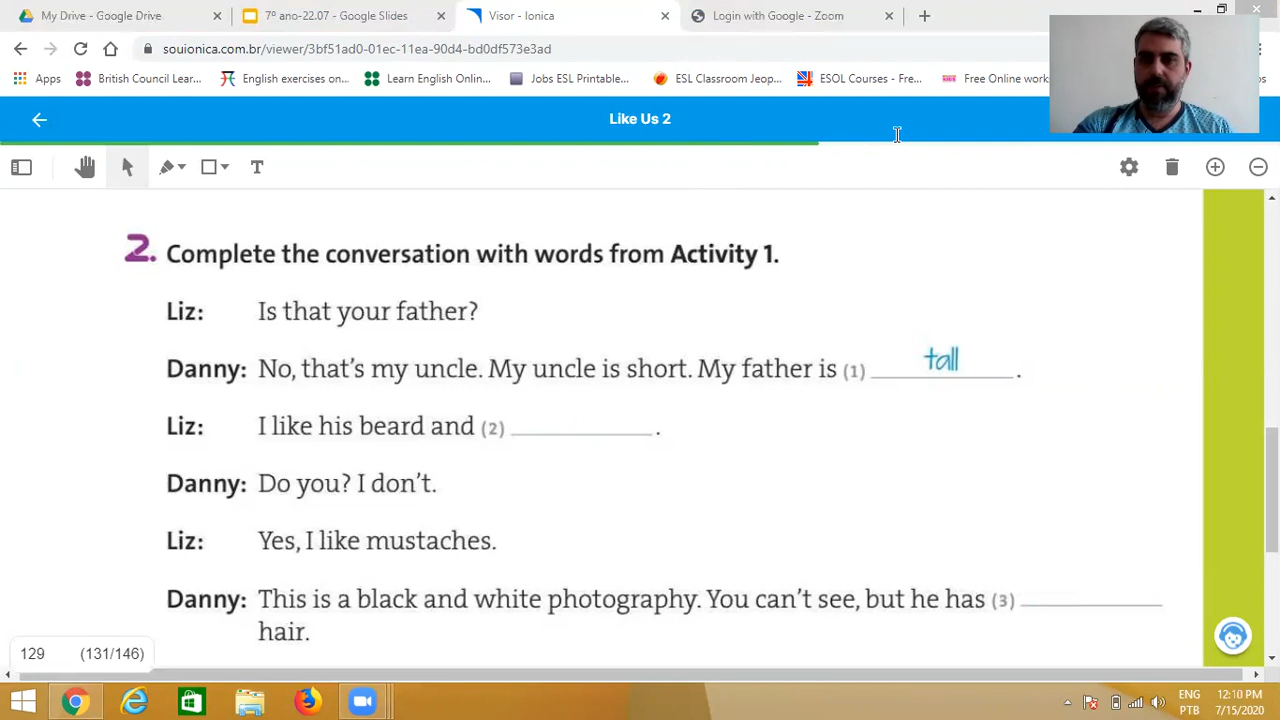 My Drive - Google Drive
7º ano-22.07 - Google Slides
Visor - Ionica
Login with Google - Zoom
souionica.com.br/viewer/3bf51ad0-01ec-11ea-90d4-bd0df573e3ad
Apps British Council Lear... English exercises on... Learn English Onlin... Jobs ESL Printable... ESL Classroom Jeop... ESOL Courses - Fre... Free Online work
Like Us 2
T
2. Complete the conversation with words from Activity 1.
Liz: Is that your father?
Danny: No, that's my uncle. My uncle is short. My father is (1) tall.
Liz: I like his beard and (2) ____________.
Danny: Do you? I don't.
Liz: Yes, I like mustaches.
Danny: This is a black and white photography. You can't see, but he has (3) ____________
hair.
129 (131/146)
ENG 12:10 PM
PTB 7/15/2020